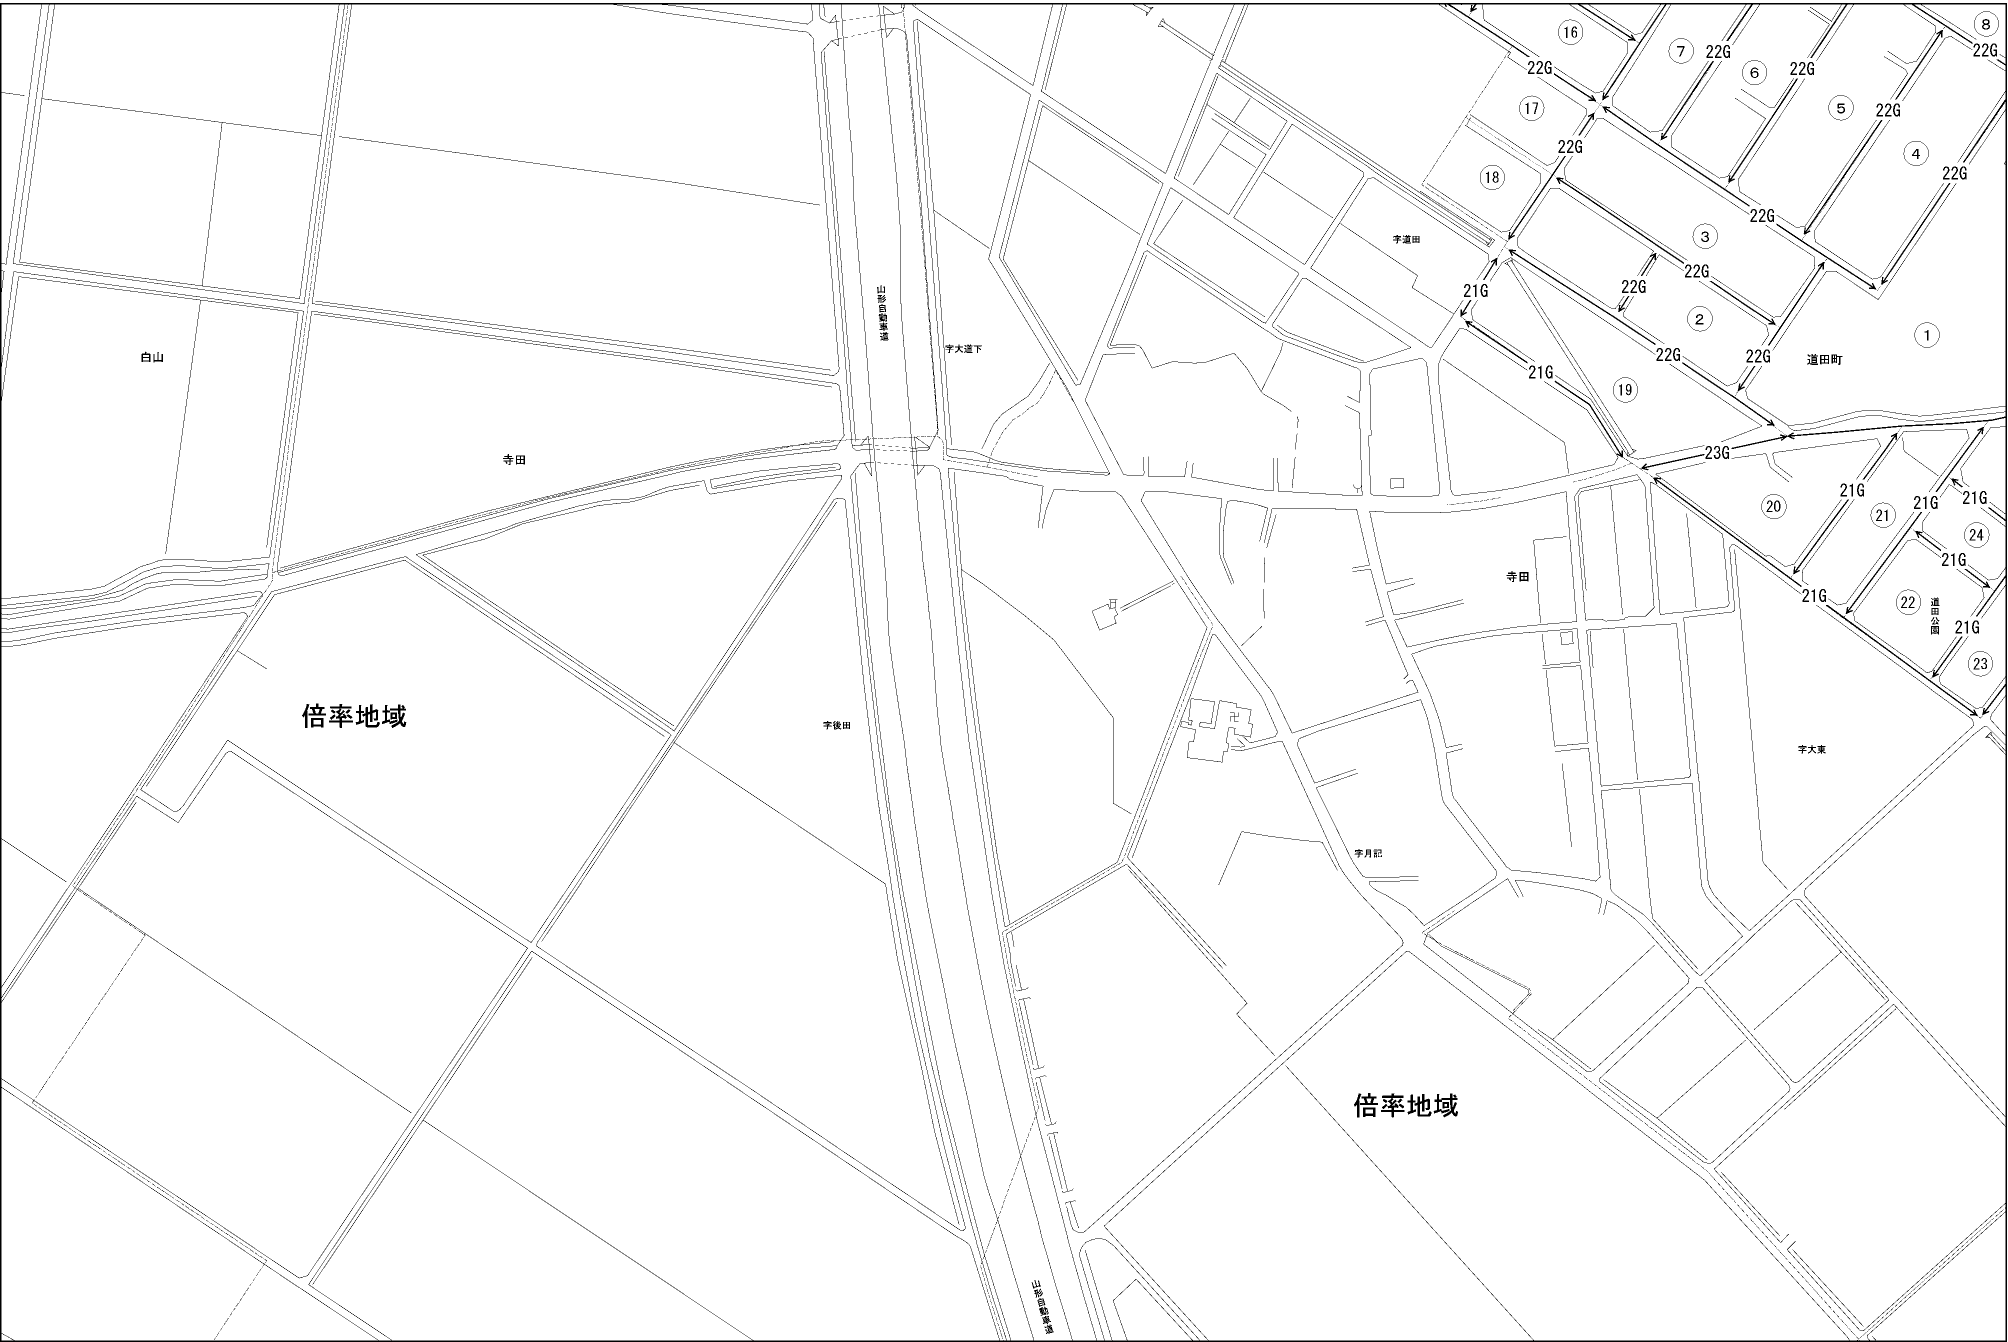 ⑧
⑯
⑦
22G
22G
⑥
22G
22G
22G
⑰
⑤
22G
22G
④
⑱
22G
22G
③
字道田
22G
21G
22G
②
山形自動車道
字大道下
白山
①
22G
22G
道田町
21G
⑲
23G
寺田
21G
21G
21G
⑳
㉑
㉔
21G
寺田
21G
㉒
道田公園
21G
㉓
倍率地域
字後田
字大東
字月記
倍率地域
山形自動車道